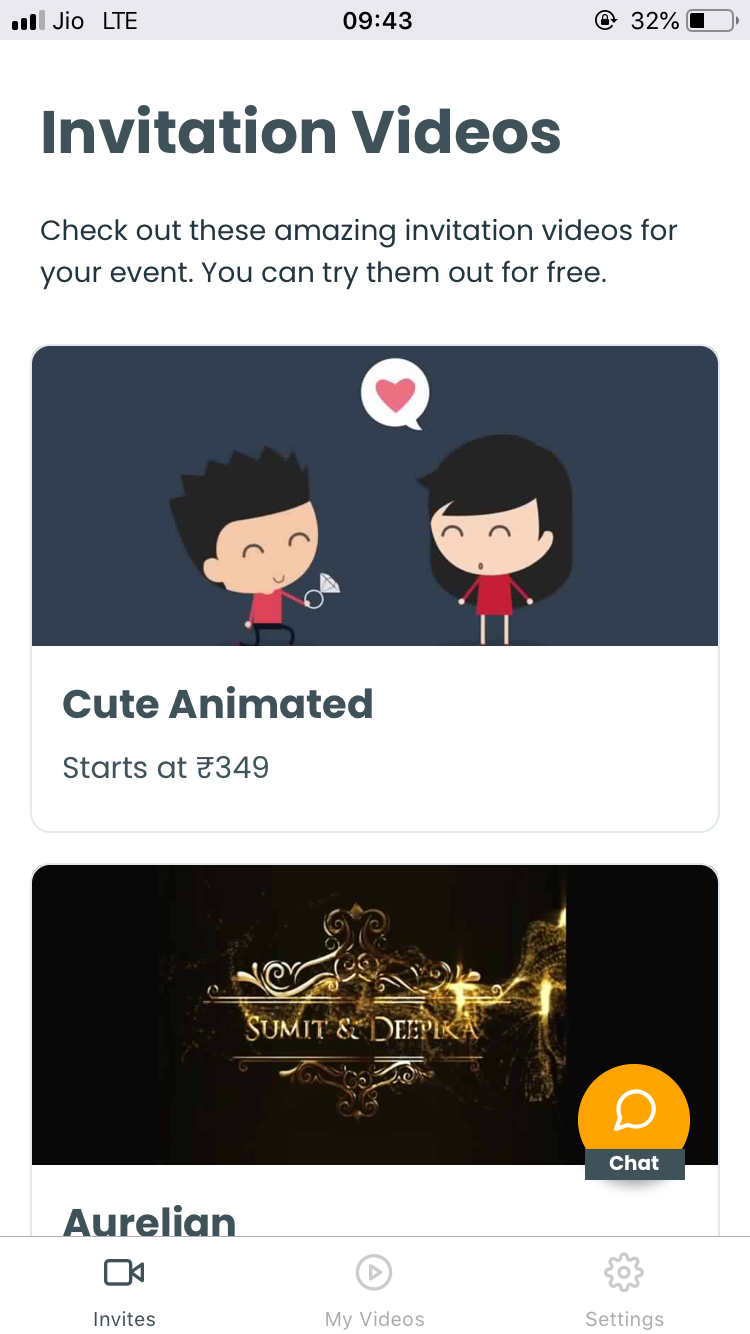 Jio LTE 09:43 32%
Invitation Videos
Check out these amazing invitation videos for
your event. You can try them out for free.
Cute Animated
Starts at ₹349
SUMIT & DEEPIKA
Chat
Aurelian
Invites My Videos Settings